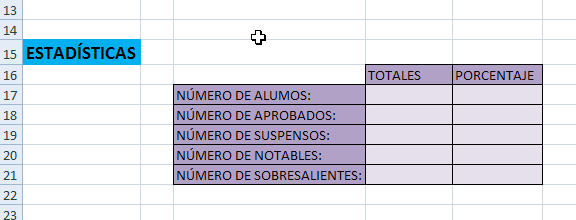 13
14
15 ESTADÍSTICAS
16 TOTALES PORCENTAJE
17 NÚMERO DE ALUMOS:
18 NÚMERO DE APROBADOS:
19 NÚMERO DE SUSPENSOS:
20 NÚMERO DE NOTABLES:
21 NÚMERO DE SOBRESALIENTES:
22
23